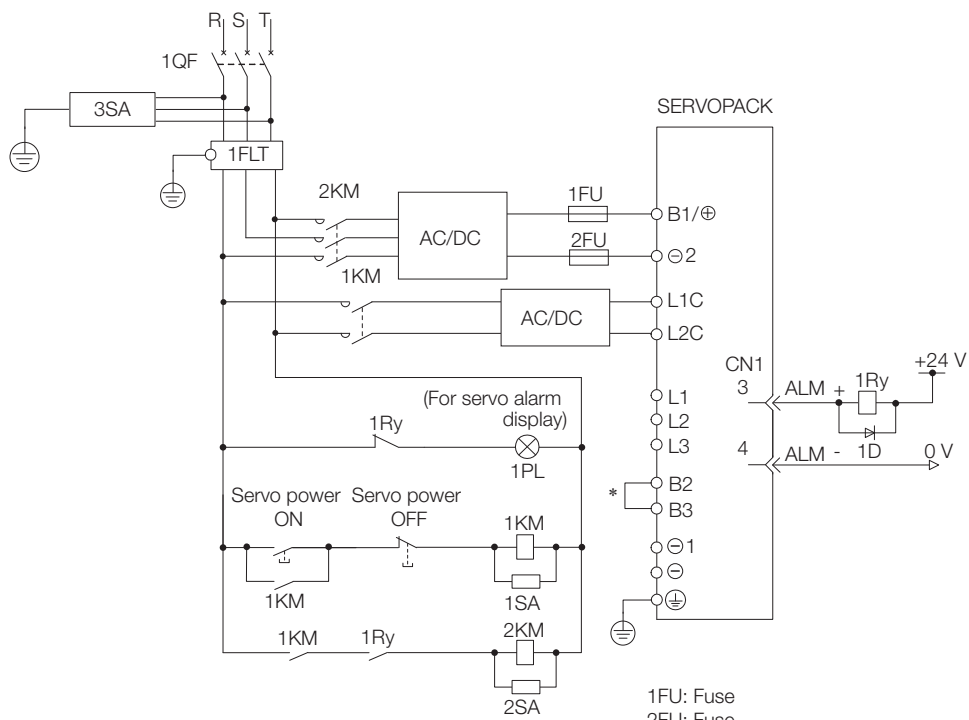 R S T
1QF
3SA
SERVOPACK
1FLT
2KM
1FU
B1/⊕
AC/DC
2FU
⊖2
1KM
L1C
AC/DC
L2C
CN1
+24 V
3 ALM + 1Ry
(For servo alarm
display)
L1
1Ry
L2
1D
1PL
L3
4 ALM - 0 V
B2
*
B3
Servo power
ON
Servo power
OFF
1KM
⊖1
1KM
1SA
⊖
1KM 1Ry 2KM
2SA
1FU: Fuse
2FU: Fuse